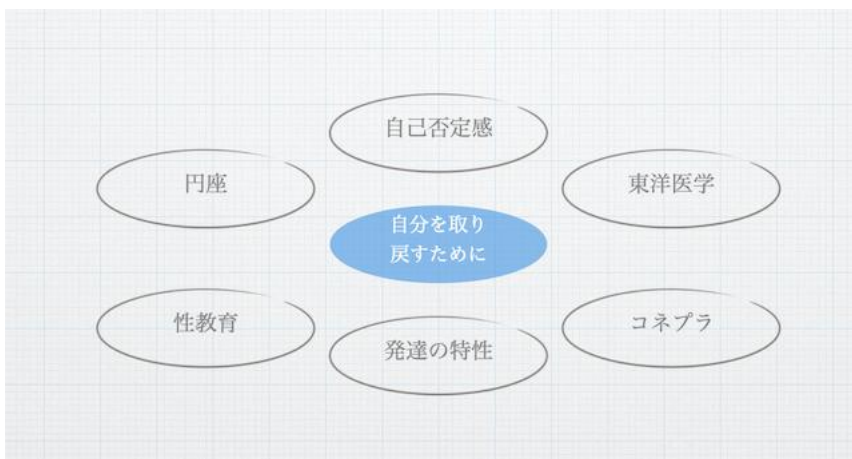 自己否定感
円座
東洋医学
自分を取り
戻すために
性教育
コネプラ
発達の特性